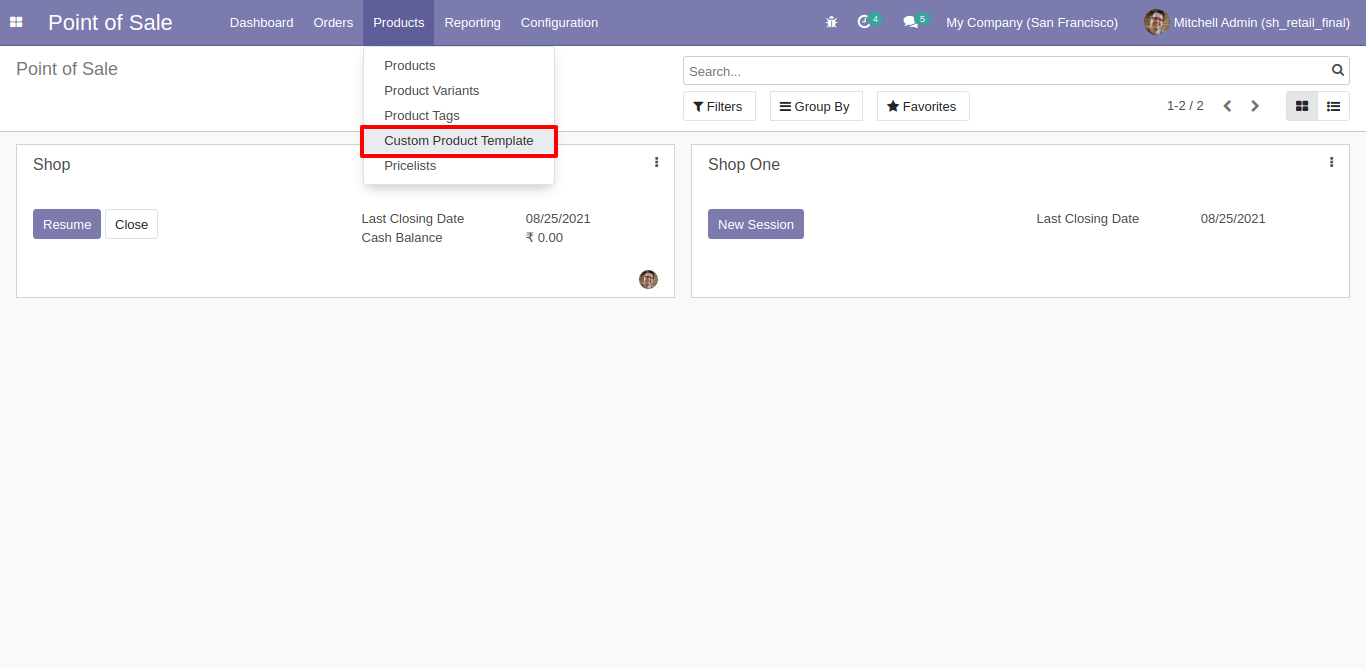 Point of Sale Dashboard Orders Products Reporting Configuration 4 5 My Company (San Francisco) Mitchell Admin (sh_retail_final)
Point of Sale
Products
Product Variants
Product Tags
Custom Product Template
Pricelists
Search...
Filters Group By Favorites 1-2 / 2
Shop
Resume Close
Last Closing Date 08/25/2021
Cash Balance ₹ 0.00
Shop One
New Session
Last Closing Date 08/25/2021